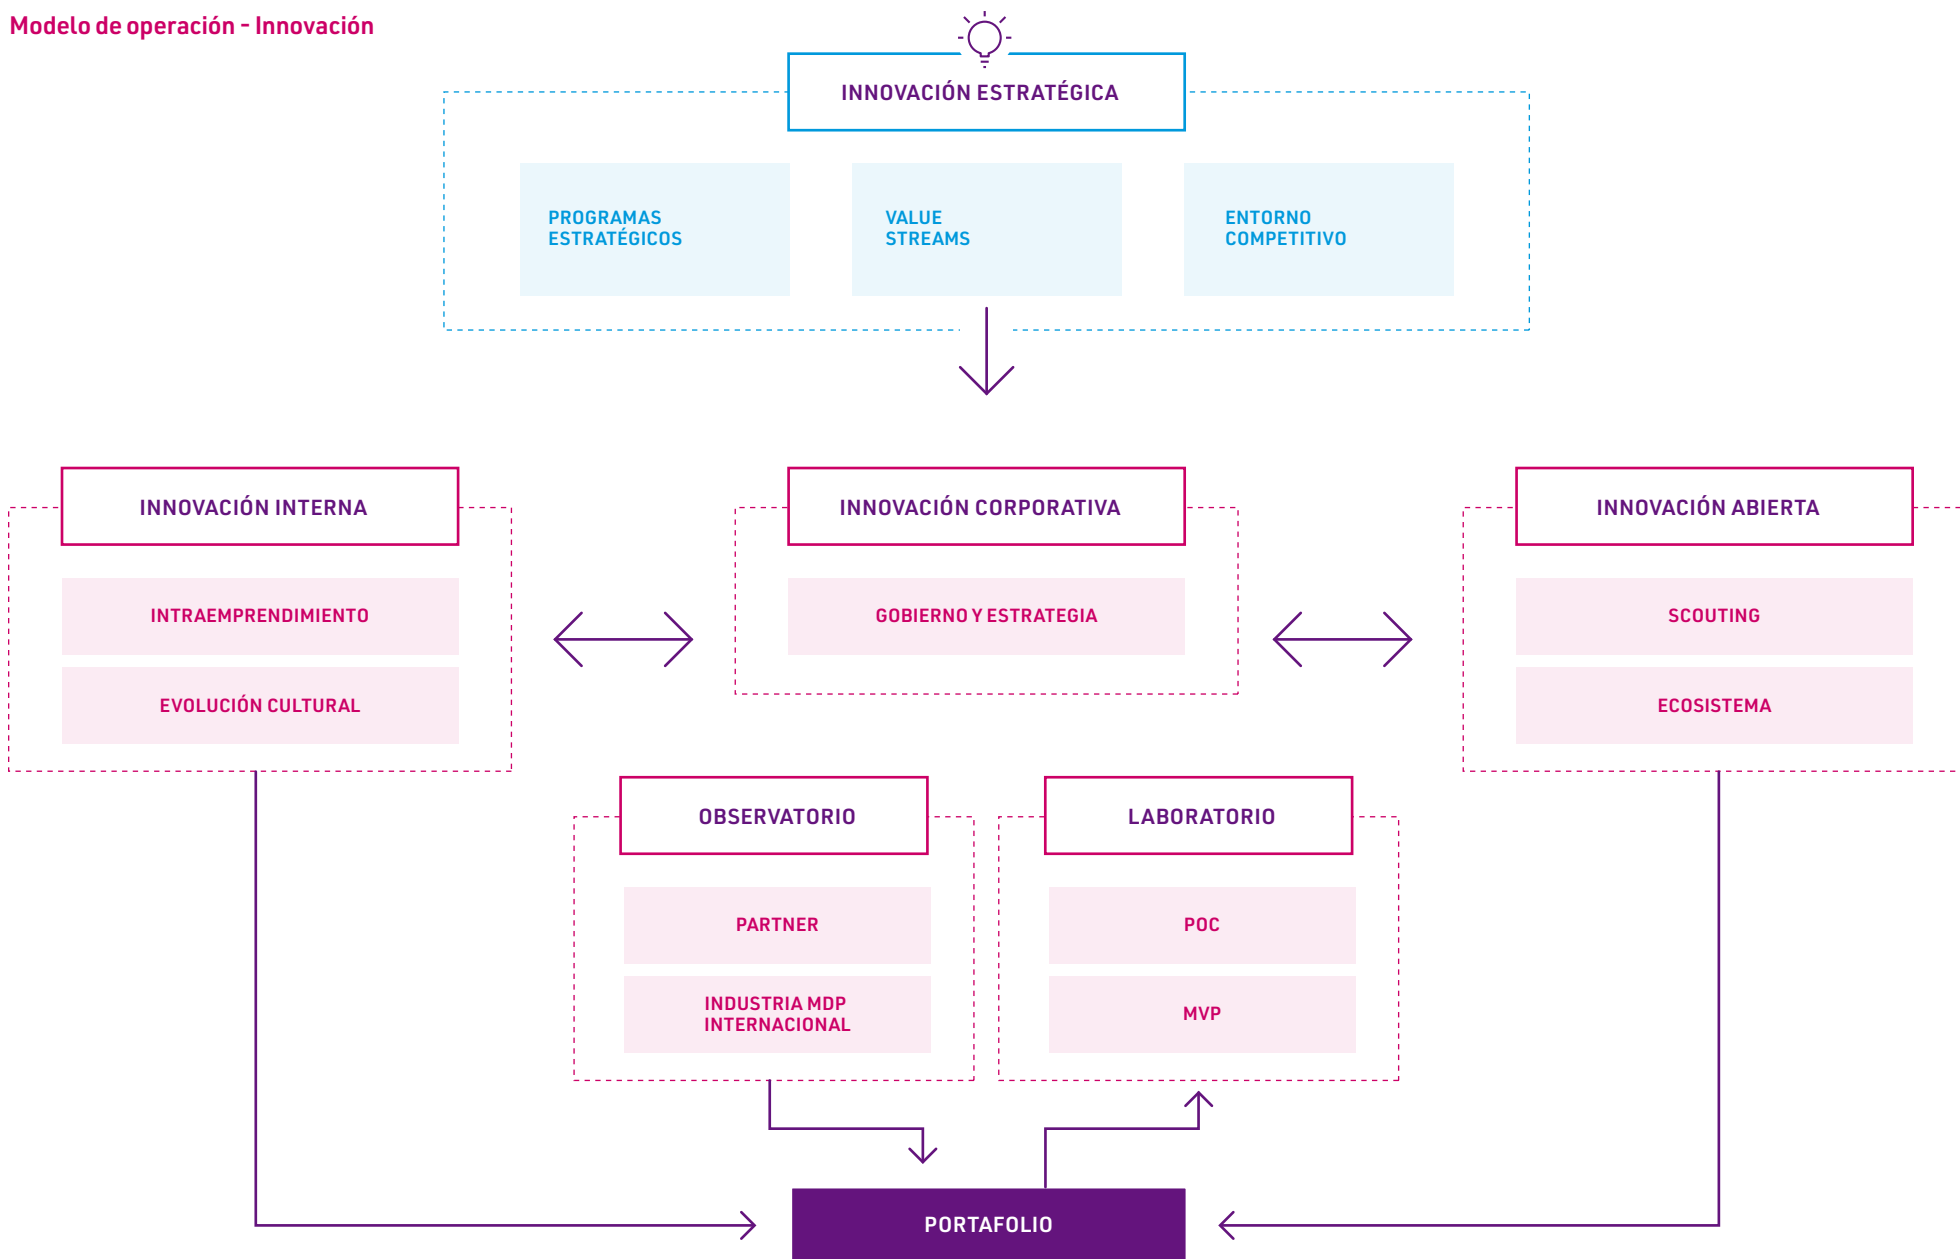 Modelo de operación - Innovación
INNOVACIÓN ESTRATÉGICA
PROGRAMAS
ESTRATÉGICOS
VALUE
STREAMS
ENTORNO
COMPETITIVO
INNOVACIÓN INTERNA
INTRAEMPRENDIMIENTO
EVOLUCIÓN CULTURAL
INNOVACIÓN CORPORATIVA
GOBIERNO Y ESTRATEGIA
INNOVACIÓN ABIERTA
SCOUTING
ECOSISTEMA
OBSERVATORIO
PARTNER
INDUSTRIA MDP
INTERNACIONAL
LABORATORIO
POC
MVP
PORTAFOLIO